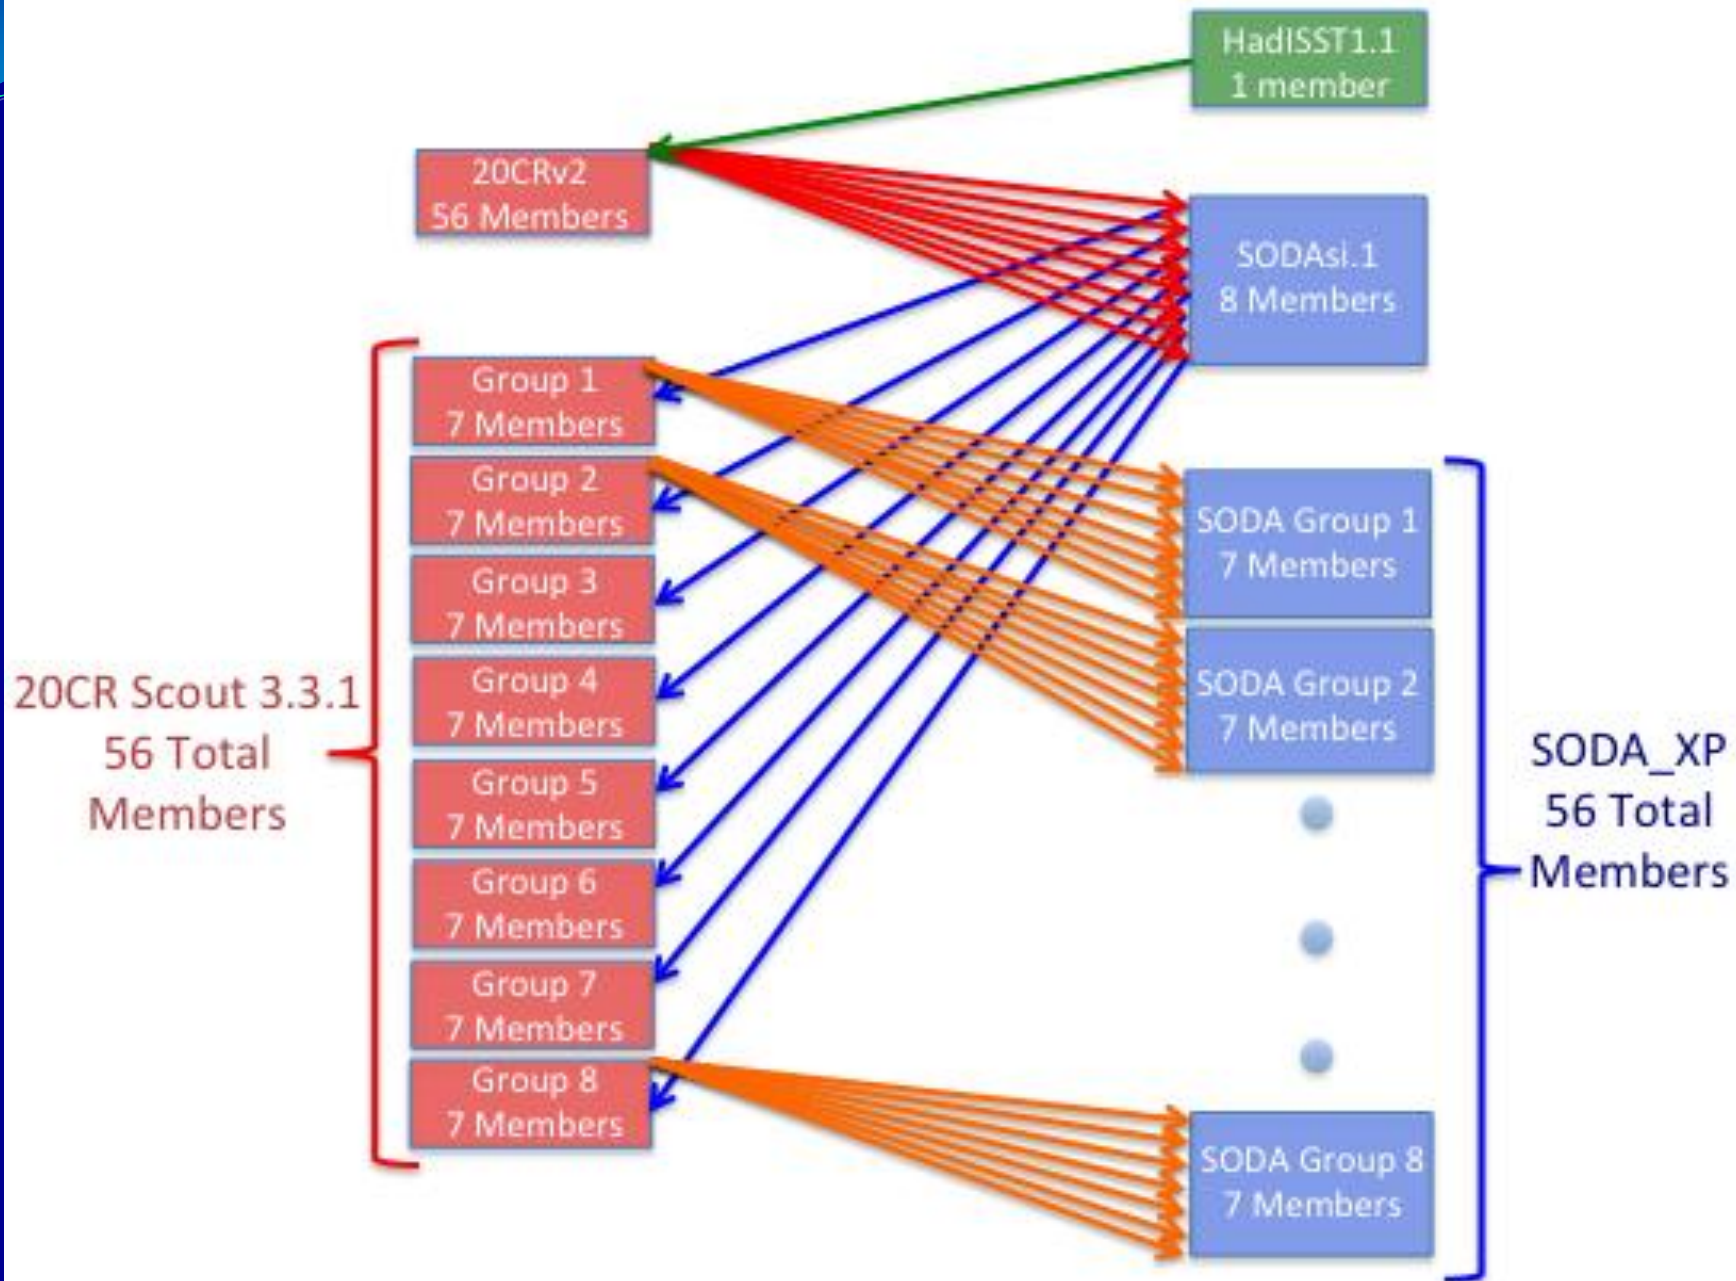 HadISST1.1
1 member
20CRv2
56 Members
SODAsi.1
8 Members
Group 1
7 Members
Group 2
7 Members
Group 3
7 Members
Group 4
7 Members
Group 5
7 Members
Group 6
7 Members
Group 7
7 Members
Group 8
7 Members
20CR Scout 3.3.1
56 Total
Members
SODA Group 1
7 Members
SODA Group 2
7 Members
SODA Group 8
7 Members
SODA_XP
56 Total
Members